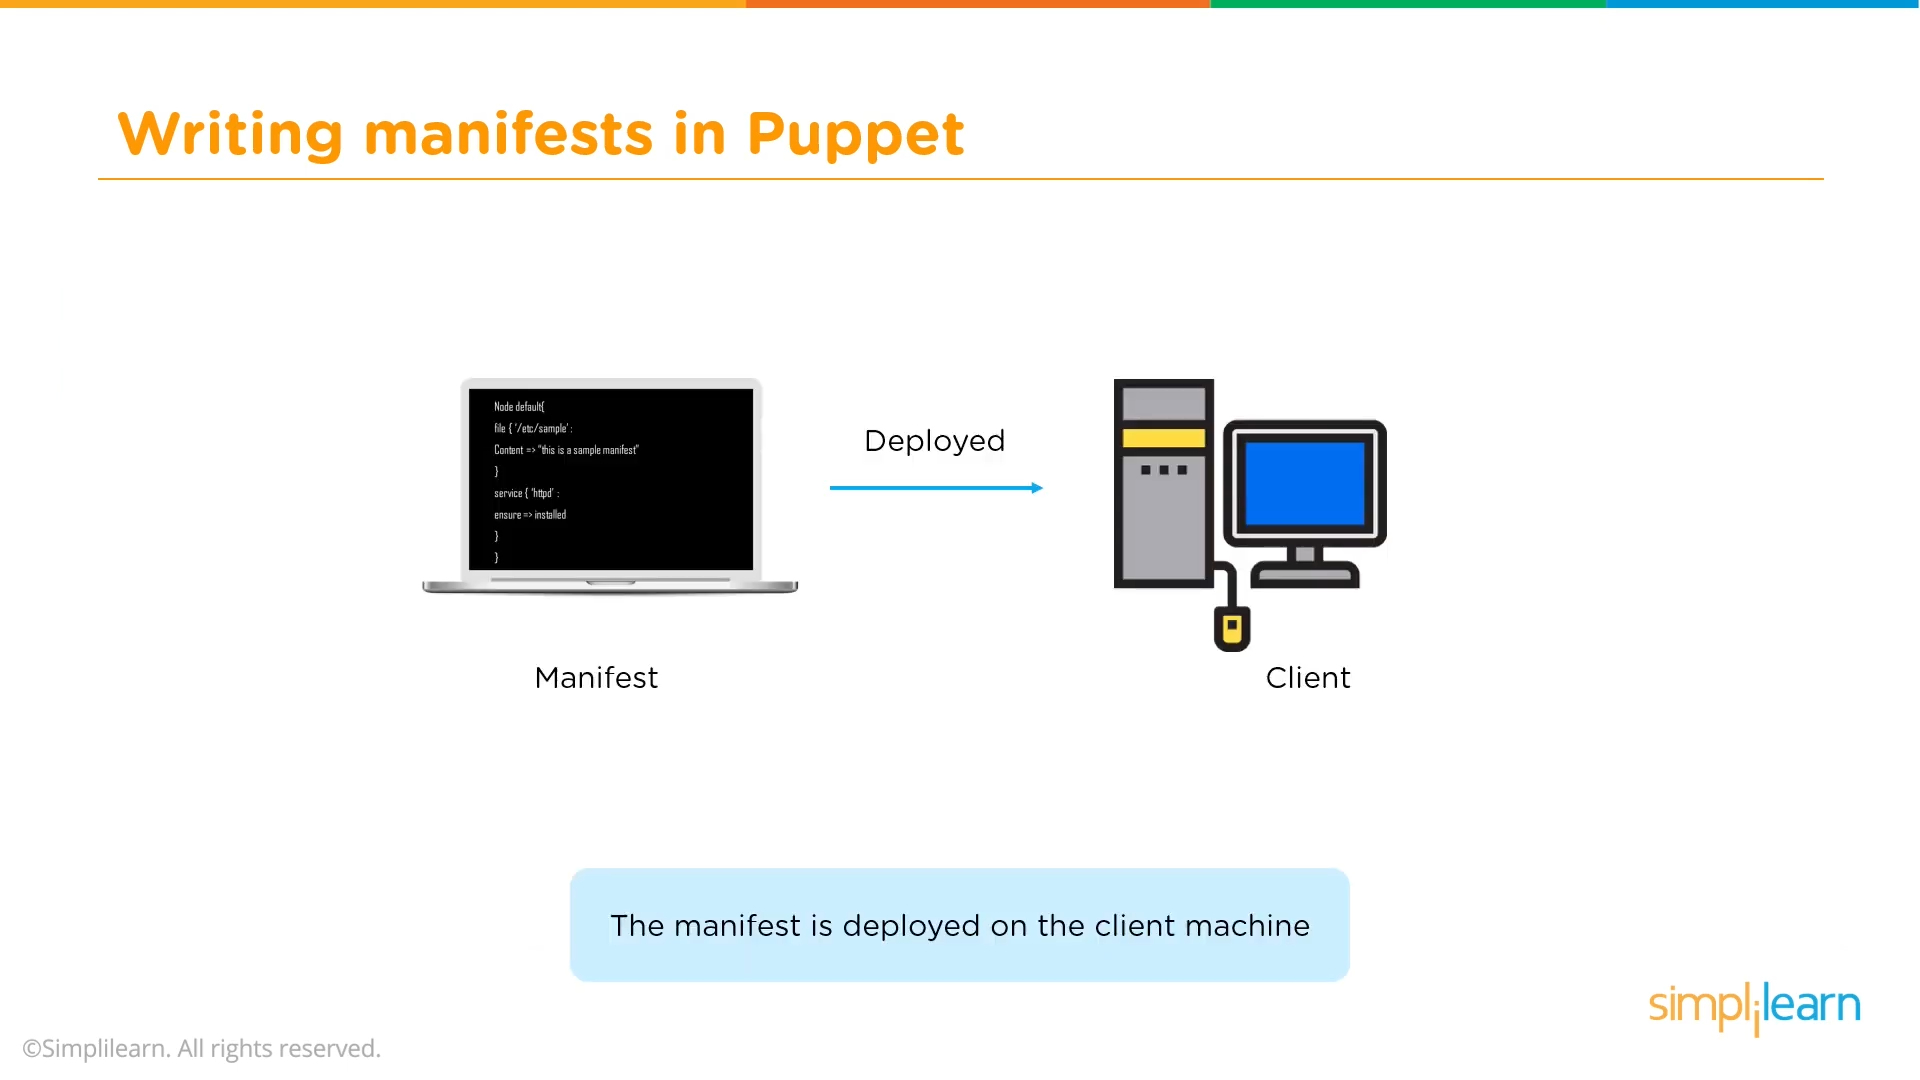 Writing manifests in Puppet
Node default{
file { '/etc/sample' :
Content => "this is a sample manifest"
}
service { 'httpd' :
ensure => installed
}
}
Deployed
Manifest
Client
The manifest is deployed on the client machine
simplilearn
©Simplilearn. All rights reserved.